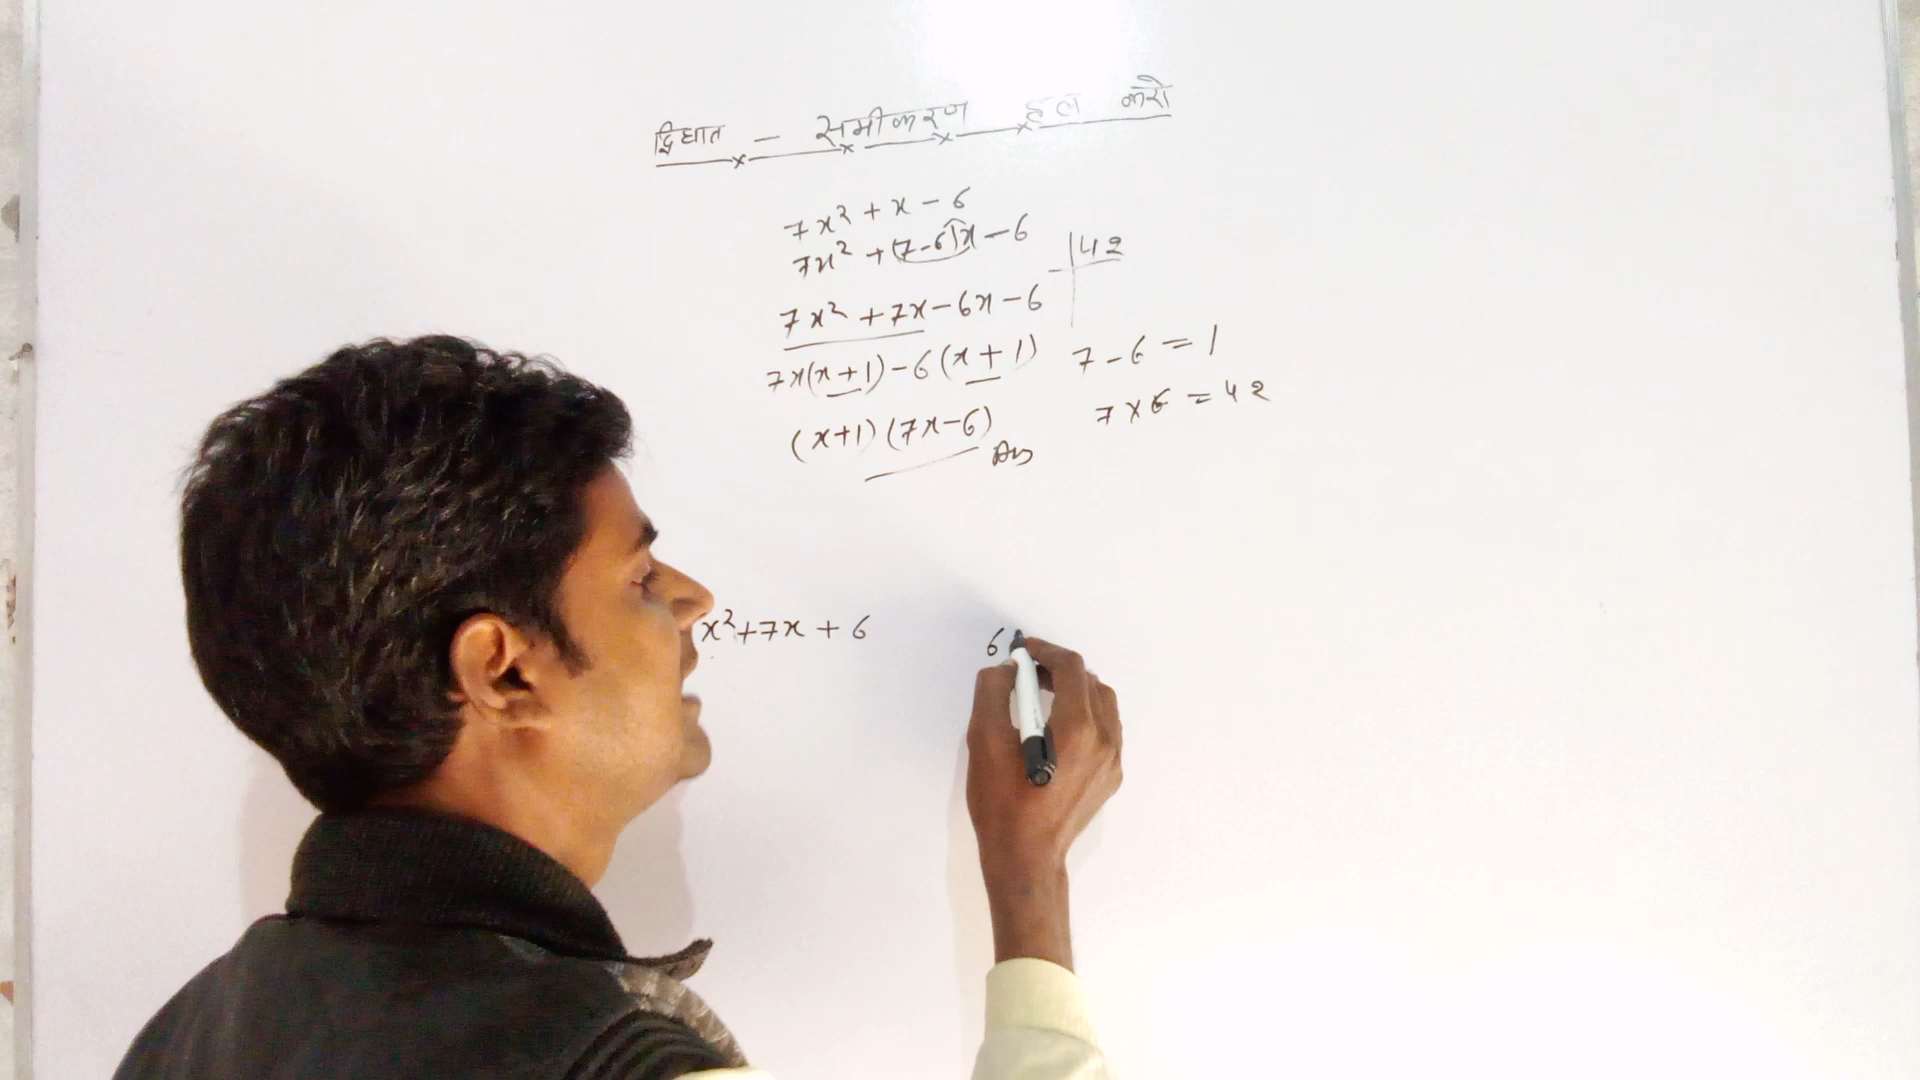 द्विघात - समीकरण हल करो
7x² + x - 6
7x² + (7-6)x - 6
42
7x² + 7x - 6x - 6
7x(x+1) - 6(x+1)
7 - 6 = 1
(x+1)(7x-6)
7 x 6 = 42
Ans
x² + 7x + 6
6